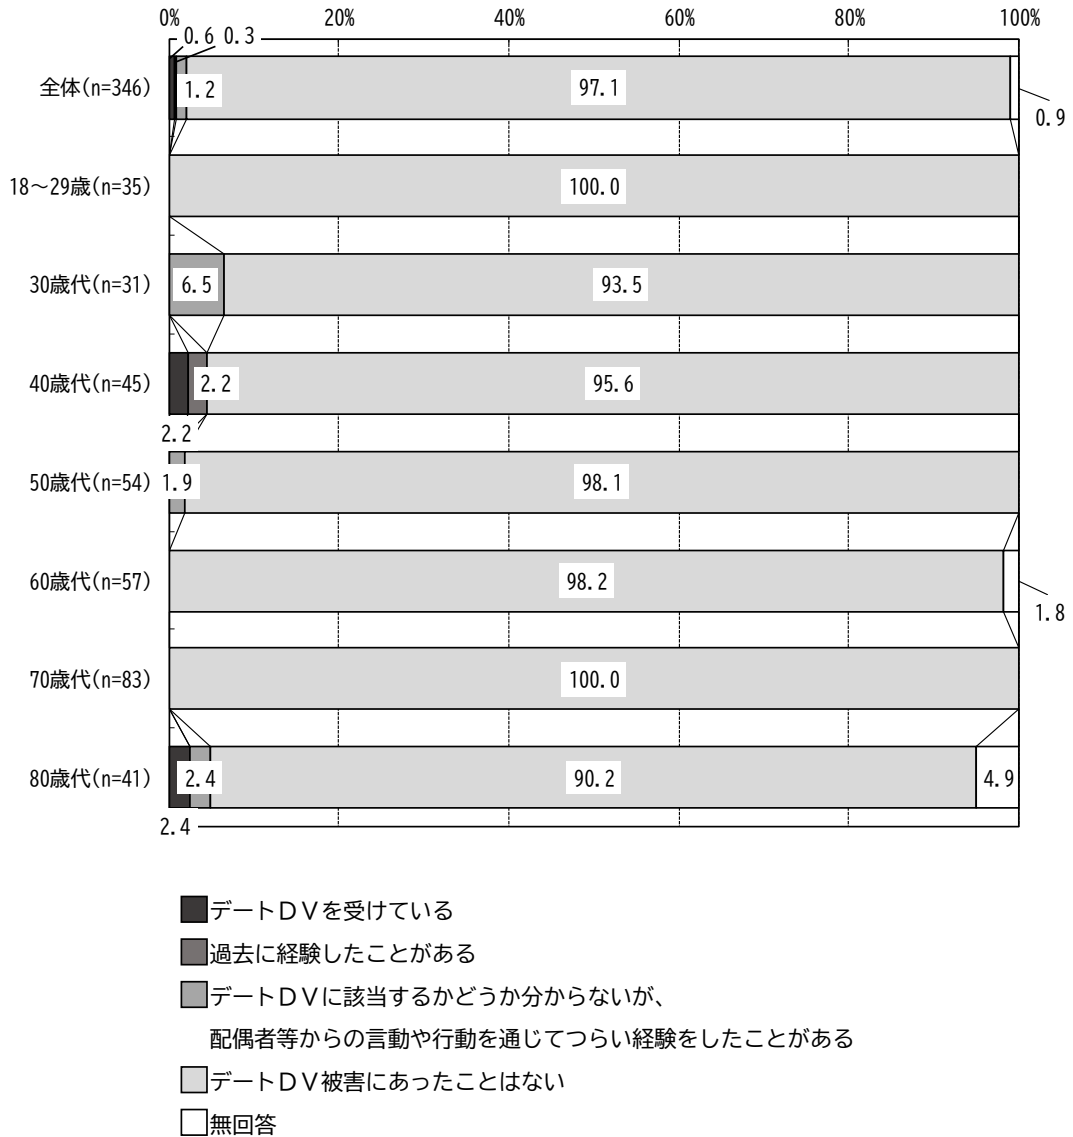 0% 20% 40% 60% 80% 100%
0.6 0.3
全体(n=346) 1.2 97.1
0.9
18～29歳(n=35) 100.0
30歳代(n=31) 6.5 93.5
40歳代(n=45) 2.2 95.6
2.2
50歳代(n=54) 1.9 98.1
60歳代(n=57) 98.2
1.8
70歳代(n=83) 100.0
80歳代(n=41) 2.4 90.2 4.9
2.4
デートＤＶを受けている
過去に経験したことがある
デートＤＶに該当するかどうか分からないが、
配偶者等からの言動や行動を通じてつらい経験をしたことがある
デートＤＶ被害にあったことはない
無回答